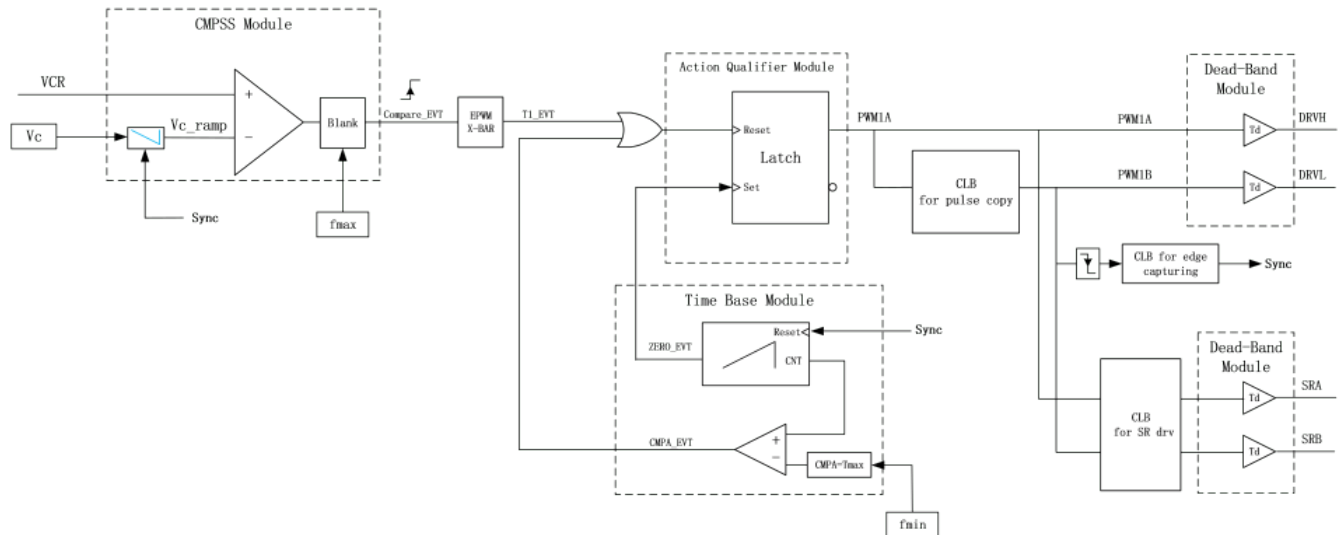 CMPSS Module
VCR
+
Vc
Vc_ramp
−
Blank
Compare_EVT
Sync
fmax
EPWM
X-BAR
T1_EVT
Action Qualifier Module
Reset
Latch
Set
PWM1A
CLB
for pulse copy
PWM1A
PWM1B
Dead-Band
Module
Td
DRVH
Td
DRVL
CLB for edge
capturing
Sync
Time Base Module
Reset
Sync
ZERO_EVT
CNT
CMPA_EVT
+
−
CMPA=Tmax
fmin
CLB
for SR drv
Dead-Band
Module
Td
SRA
Td
SRB